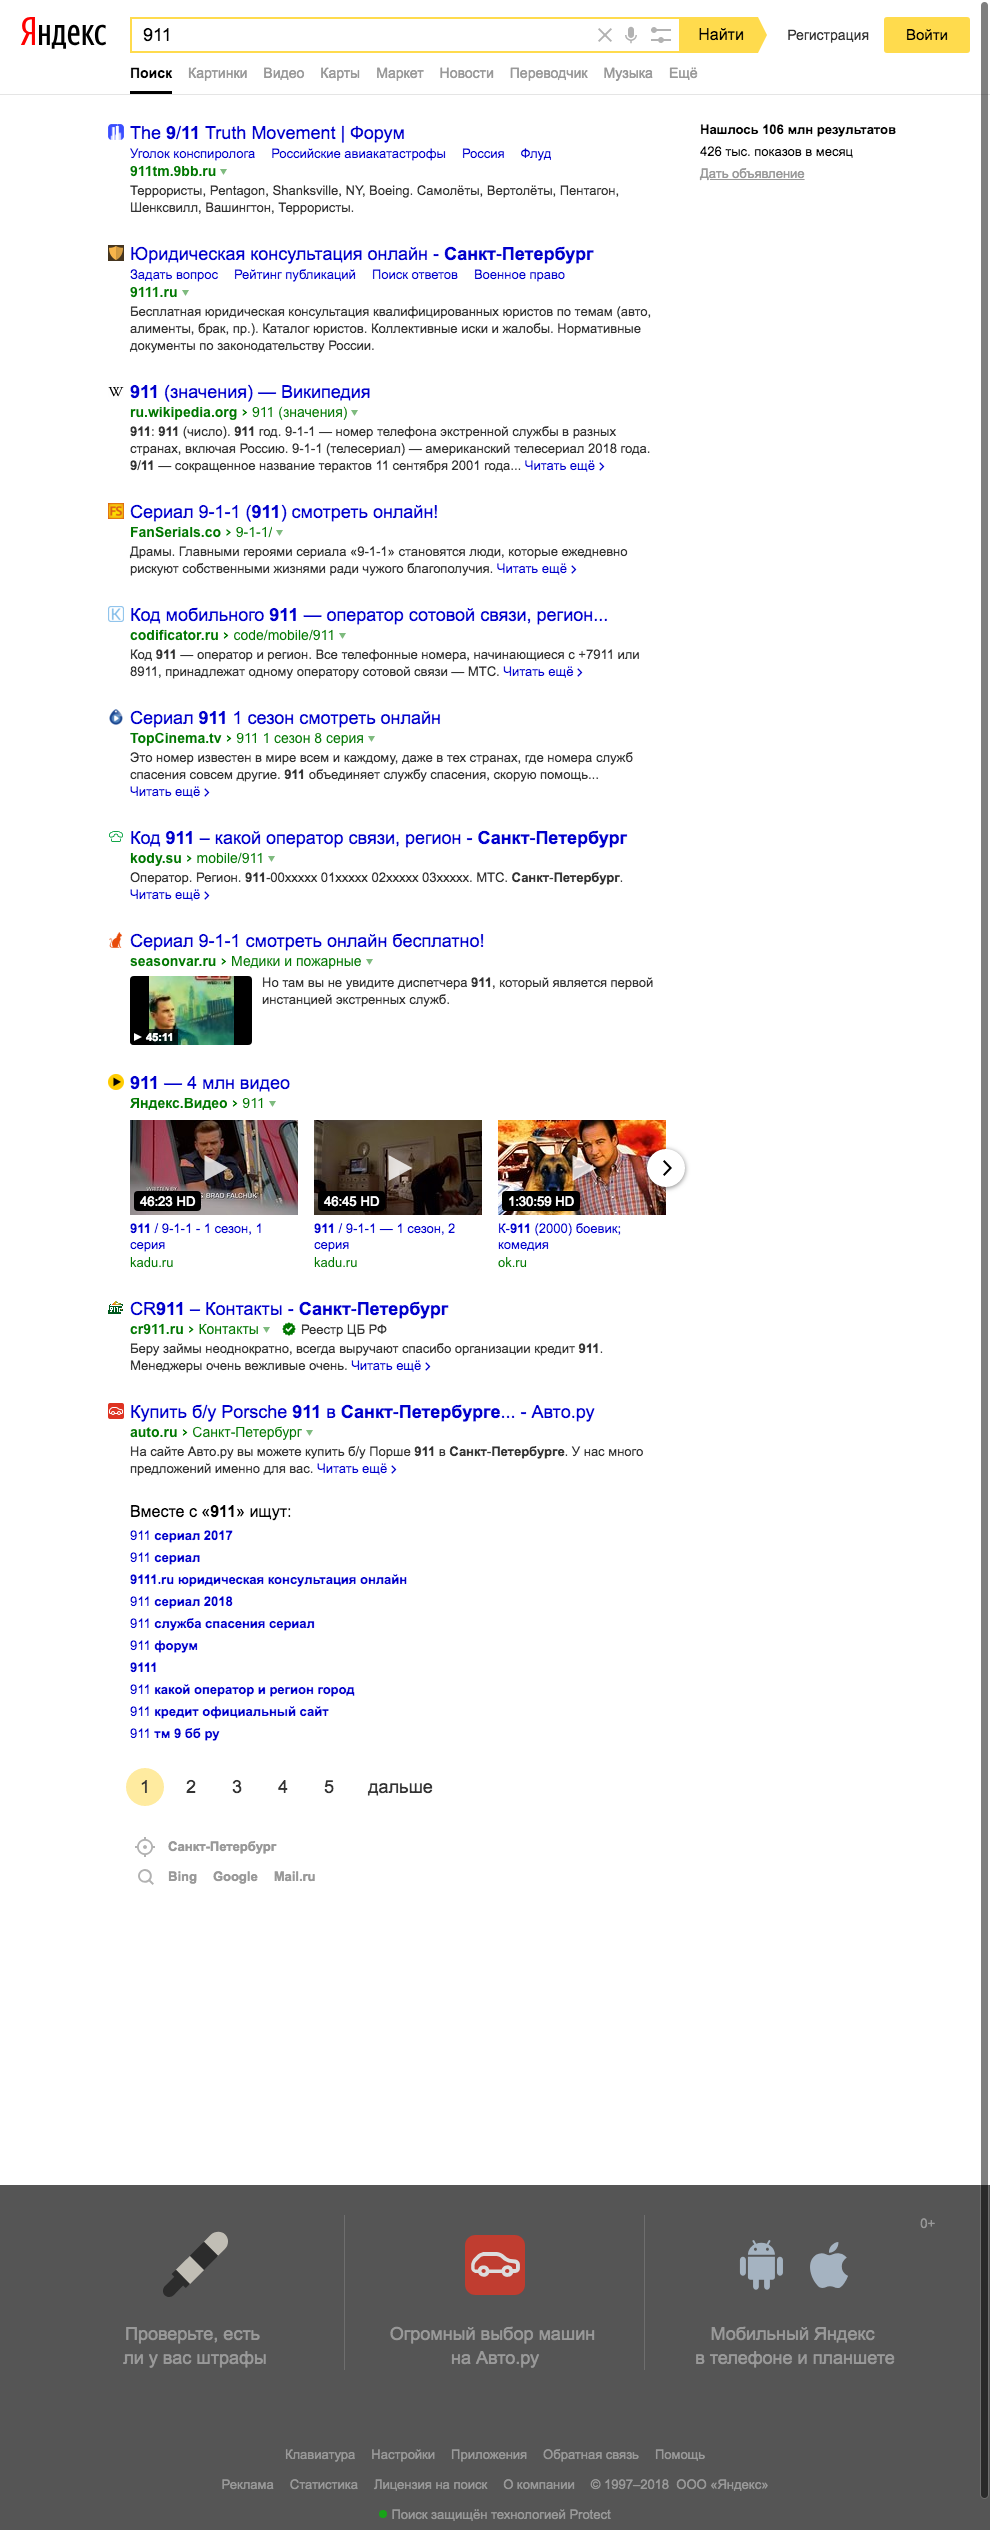 Яндекс
911
Найти
Регистрация
Войти
Поиск Картинки Видео Карты Маркет Новости Переводчик Музыка Ещё
The 9/11 Truth Movement | Форум
Уголок конспиролога Российские авиакатастрофы Россия Флуд
911tm.9bb.ru
Террористы, Pentagon, Shanksville, NY, Boeing. Самолёты, Вертолёты, Пентагон,
Шенксвилл, Вашингтон, Террористы.
Нашлось 106 млн результатов
426 тыс. показов в месяц
Дать объявление
Юридическая консультация онлайн - Санкт-Петербург
Задать вопрос Рейтинг публикаций Поиск ответов Военное право
9111.ru
Бесплатная юридическая консультация квалифицированных юристов по темам (авто,
алименты, брак, пр.). Каталог юристов. Коллективные иски и жалобы. Нормативные
документы по законодательству России.
W
911 (значения) — Википедия
ru.wikipedia.org › 911 (значения)
911: 911 (число). 911 год. 9-1-1 — номер телефона экстренной службы в разных
странах, включая Россию. 9-1-1 (телесериал) — американский телесериал 2018 года.
9/11 — сокращенное название терактов 11 сентября 2001 года... Читать ещё ›
FS
Сериал 9-1-1 (911) смотреть онлайн!
FanSerials.co › 9-1-1/
Драмы. Главными героями сериала «9-1-1» становятся люди, которые ежедневно
рискуют собственными жизнями ради чужого благополучия. Читать ещё ›
K
Код мобильного 911 — оператор сотовой связи, регион...
codificator.ru › code/mobile/911
Код 911 — оператор и регион. Все телефонные номера, начинающиеся с +7911 или
8911, принадлежат одному оператору сотовой связи — МТС. Читать ещё ›
Сериал 911 1 сезон смотреть онлайн
TopCinema.tv › 911 1 сезон 8 серия
Это номер известен в мире всем и каждому, даже в тех странах, где номера служб
спасения совсем другие. 911 объединяет службу спасения, скорую помощь...
Читать ещё ›
Код 911 – какой оператор связи, регион - Санкт-Петербург
kody.su › mobile/911
Оператор. Регион. 911-00xxxxx 01xxxxx 02xxxxx 03xxxxx. МТС. Санкт-Петербург.
Читать ещё ›
Сериал 9-1-1 смотреть онлайн бесплатно!
seasonvar.ru › Медики и пожарные
Но там вы не увидите диспетчера 911, который является первой
инстанцией экстренных служб.
45:11
911 — 4 млн видео
Яндекс.Видео › 911
WRITTEN BY
& BRAD FALCHUK
46:23 HD
46:45 HD
1:30:59 HD
911 / 9-1-1 - 1 сезон, 1
серия
kadu.ru
911 / 9-1-1 — 1 сезон, 2
серия
kadu.ru
К-911 (2000) боевик;
комедия
ok.ru
CR911 – Контакты - Санкт-Петербург
cr911.ru › Контакты Реестр ЦБ РФ
Беру займы неоднократно, всегда выручают спасибо организации кредит 911.
Менеджеры очень вежливые очень. Читать ещё ›
Купить б/у Porsche 911 в Санкт-Петербурге... - Авто.ру
auto.ru › Санкт-Петербург
На сайте Авто.ру вы можете купить б/у Порше 911 в Санкт-Петербурге. У нас много
предложений именно для вас. Читать ещё ›
Вместе с «911» ищут:
911 сериал 2017
911 сериал
9111.ru юридическая консультация онлайн
911 сериал 2018
911 служба спасения сериал
911 форум
9111
911 какой оператор и регион город
911 кредит официальный сайт
911 тм 9 бб ру
1 2 3 4 5 дальше
Санкт-Петербург
Bing Google Mail.ru
0+
Проверьте, есть
ли у вас штрафы
Огромный выбор машин
на Авто.ру
Мобильный Яндекс
в телефоне и планшете
Клавиатура Настройки Приложения Обратная связь Помощь
Реклама Статистика Лицензия на поиск О компании © 1997–2018 ООО «Яндекс»
Поиск защищён технологией Protect